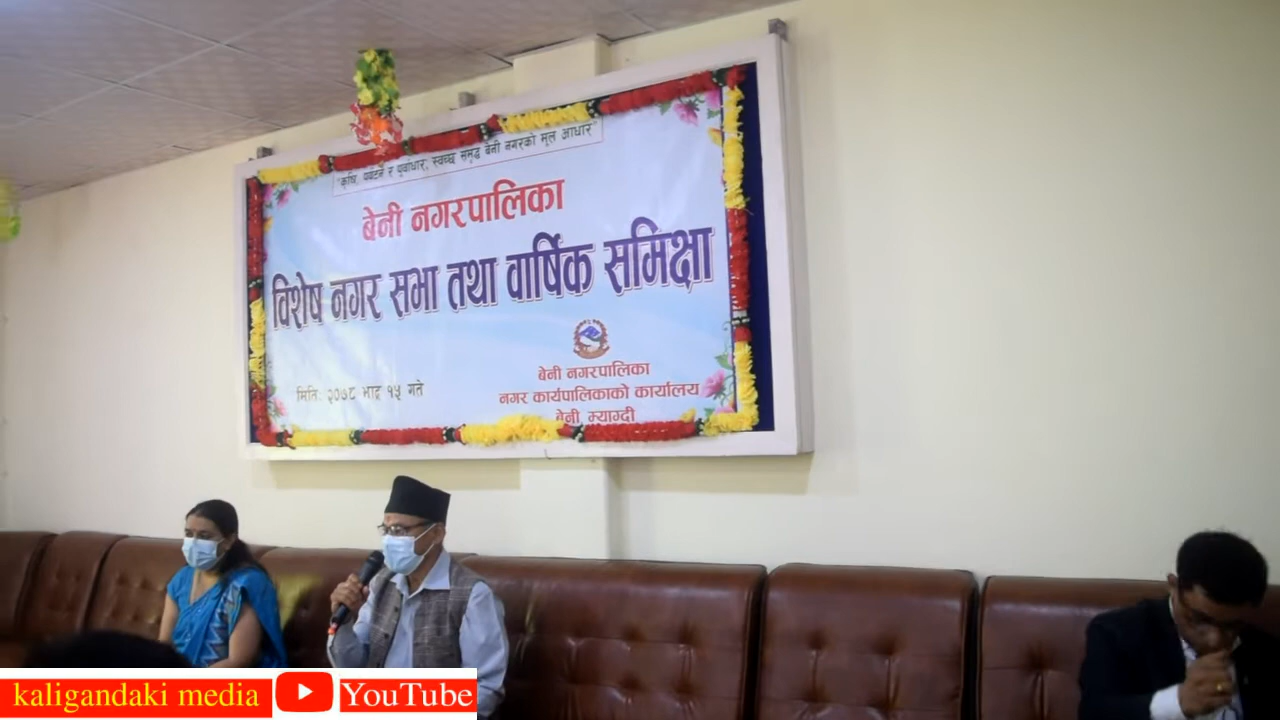 "कृषि, पर्यटन र पूर्वाधार, स्वच्छ समृद्ध बेनी नगरको मूल आधार"
बेनी नगरपालिका
विशेष नगर सभा तथा वार्षिक समिक्षा
बेनी नगरपालिका
मितिः २०७८ भाद्र १५ गते
नगर कार्यपालिकाको कार्यालय
बेनी म्याग्दी
kaligandaki media
YouTube